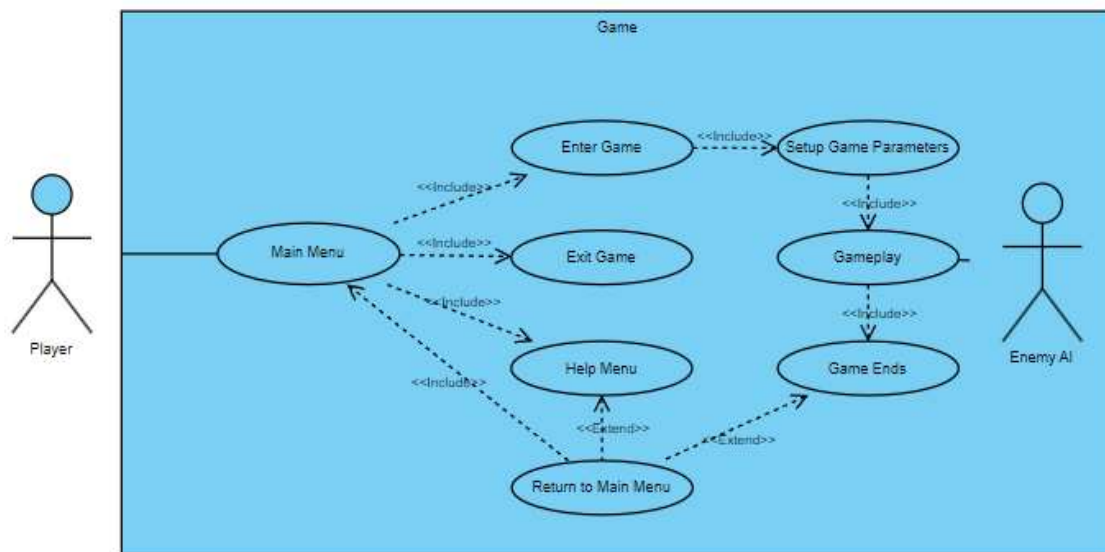 Game
<<Include>>
Enter Game
Setup Game Parameters
<<Include>>
<<Include>>
Main Menu
<<Include>>
Exit Game
Gameplay
<<Include>>
<<Include>>
Player
Help Menu
Game Ends
Enemy AI
<<Include>>
<<Extend>>
<<Extend>>
Return to Main Menu